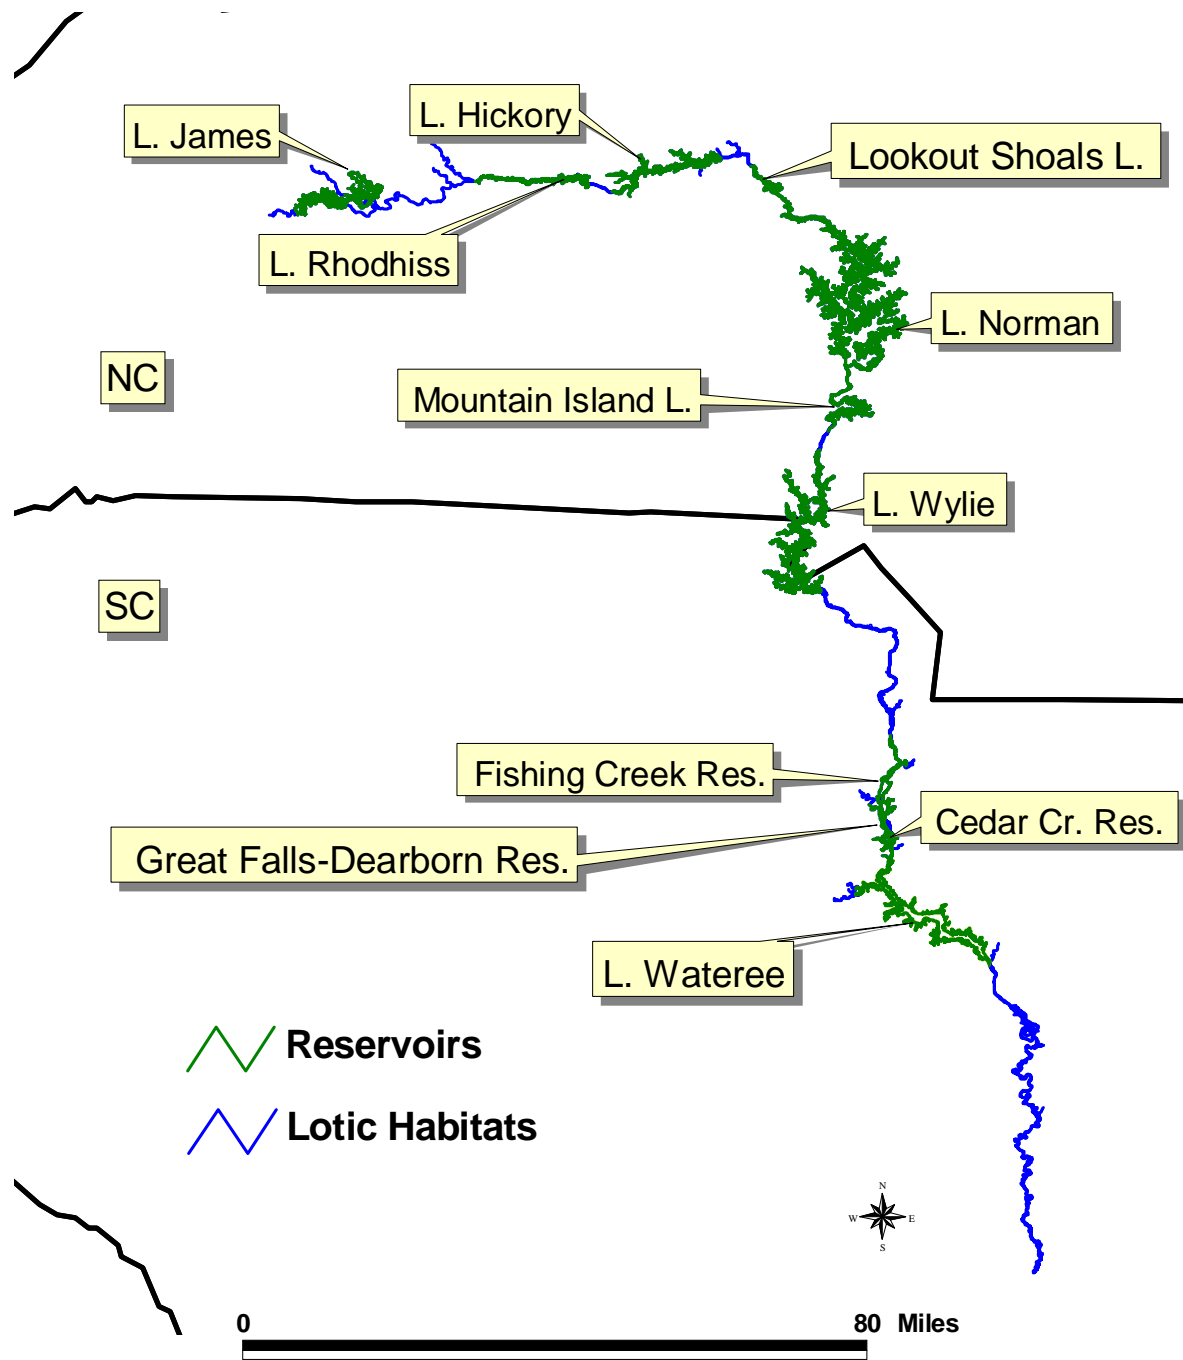 L. Hickory
L. James
Lookout Shoals L.
L. Rhodhiss
L. Norman
NC
Mountain Island L.
L. Wylie
SC
Fishing Creek Res.
Cedar Cr. Res.
Great Falls-Dearborn Res.
L. Wateree
Reservoirs
Lotic Habitats
N
W E
S
0 80 Miles